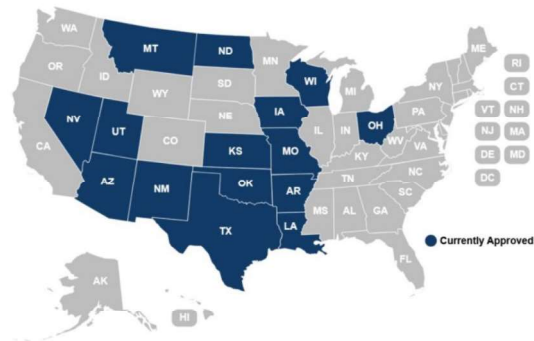 WA
MT
ND
MN
ME
OR
ID
SD
WI
MI
NY
RI
WY
CT
NV
UT
NE
IA
IL
IN
OH
PA
VT
NH
CA
CO
KS
MO
WV
VA
NJ
MA
KY
DE
MD
AZ
NM
OK
AR
TN
NC
DC
SC
TX
LA
MS
AL
GA
Currently Approved
FL
AK
HI